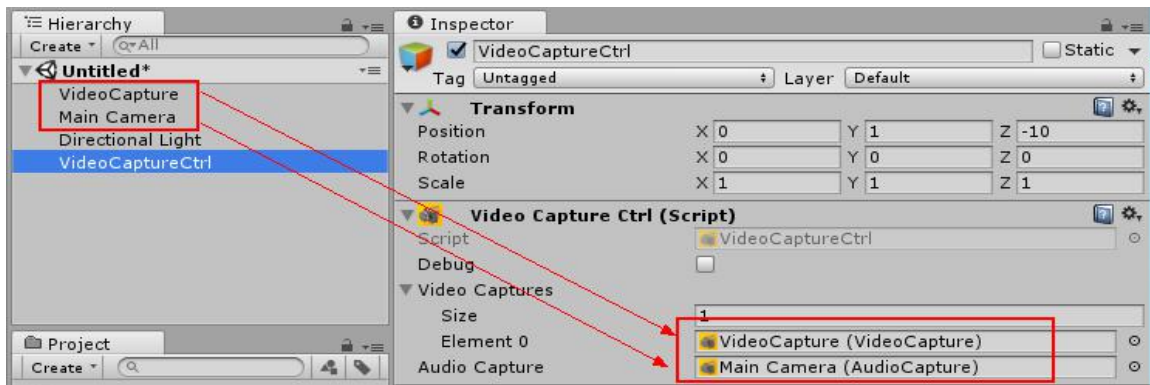 Hierarchy
Create All
Untitled*
VideoCapture
Main Camera
Directional Light
VideoCaptureCtrl
Project
Create
Inspector
VideoCaptureCtrl Static
Tag Untagged Layer Default
Transform
Position X 0 Y 1 Z -10
Rotation X 0 Y 0 Z 0
Scale X 1 Y 1 Z 1
Video Capture Ctrl (Script)
Script VideoCaptureCtrl
Debug
Video Captures
Size 1
Element 0 VideoCapture (VideoCapture)
Audio Capture Main Camera (AudioCapture)